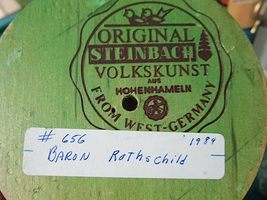 ORIGINAL
STEINBACH
VOLKSKUNST
AUS
HOHENHAMELN
FROM WEST-GERMANY
# 656 1989
BARON Rothschild